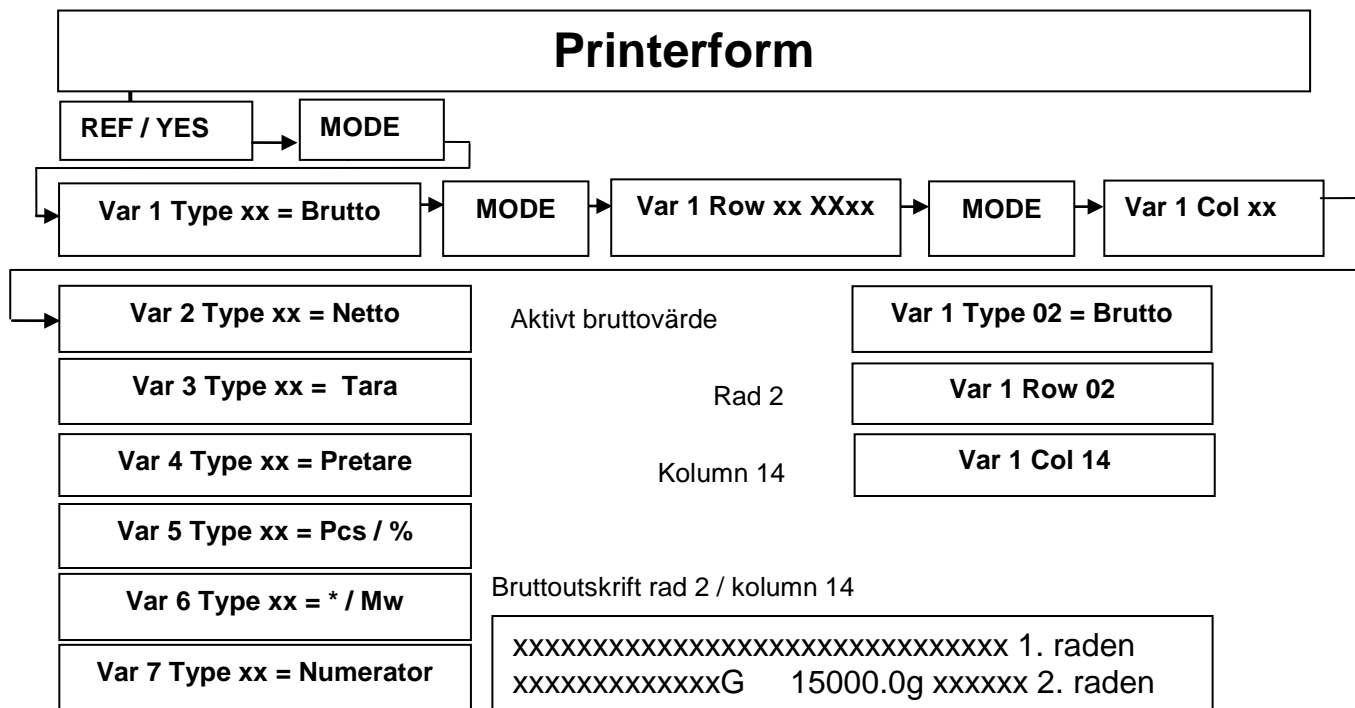 Printerform
REF / YES
MODE
Var 1 Type xx = Brutto
MODE
Var 1 Row xx XXxx
MODE
Var 1 Col xx
Var 2 Type xx = Netto
Aktivt bruttovärde
Var 1 Type 02 = Brutto
Var 3 Type xx = Tara
Rad 2
Var 1 Row 02
Var 4 Type xx = Pretare
Kolumn 14
Var 1 Col 14
Var 5 Type xx = Pcs / %
Var 6 Type xx = * / Mw
Bruttoutskrift rad 2 / kolumn 14
Var 7 Type xx = Numerator
xxxxxxxxxxxxxxxxxxxxxxxxxxxxxxx 1. raden
xxxxxxxxxxxxxG 15000.0g xxxxxx 2. raden